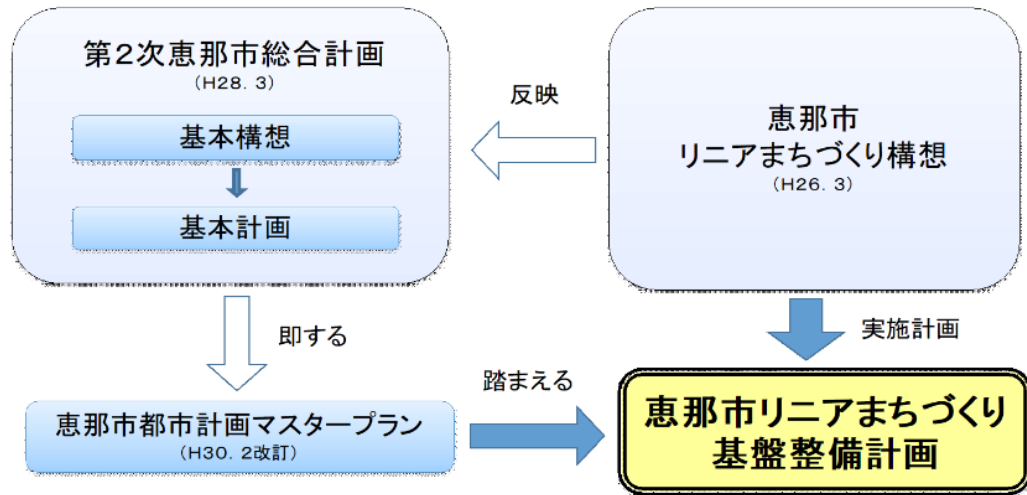 第2次恵那市総合計画
（H28．3）
基本構想
基本計画
反映
恵那市
リニアまちづくり構想
（H26．3）
即する
実施計画
恵那市都市計画マスタープラン
（H30．2改訂）
踏まえる
恵那市リニアまちづくり
基盤整備計画